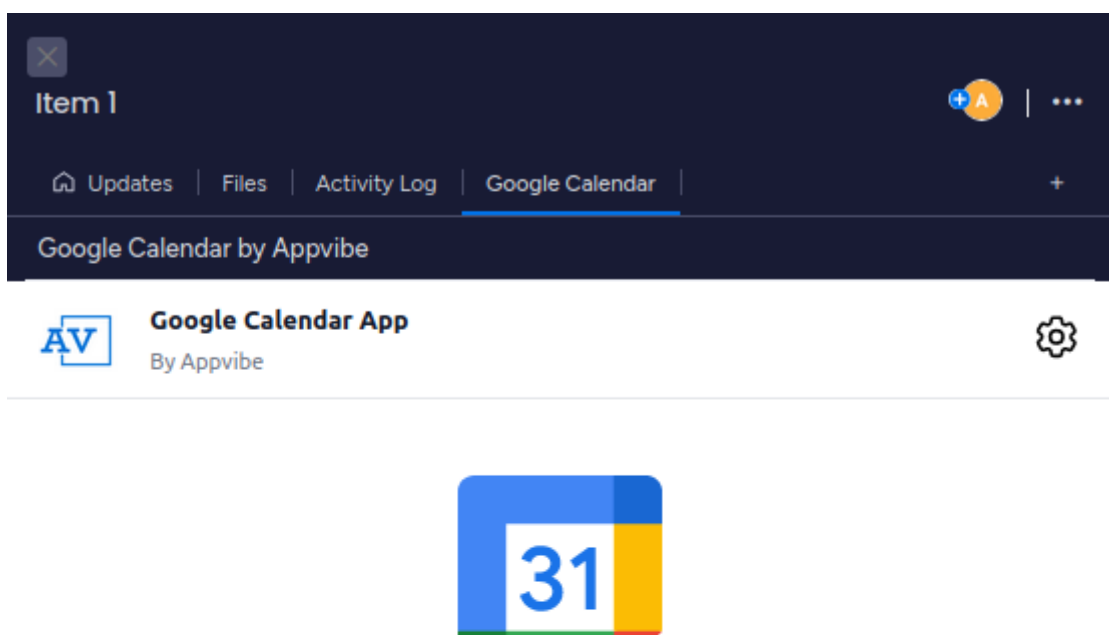 Item 1
A
Updates
Files
Activity Log
Google Calendar
+
Google Calendar by Appvibe
AV
Google Calendar App
By Appvibe
31